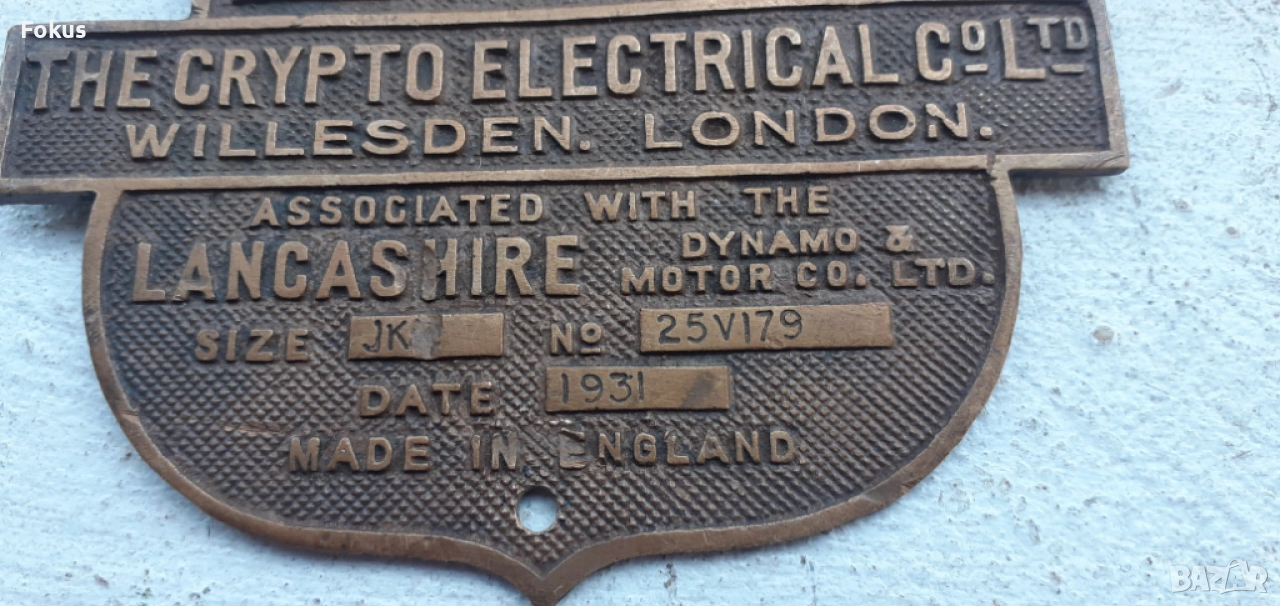 Fokus
THE CRYPTO ELECTRICAL Co LTD
WILLESDEN. LONDON.
ASSOCIATED WITH THE
LANCASHIRE DYNAMO &
MOTOR CO. LTD.
SIZE JK No 25V179
DATE 1931
MADE IN ENGLAND
BAZAR